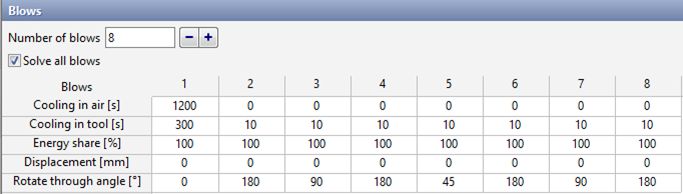 Blows
Number of blows 8 − +
Solve all blows
Blows 1 2 3 4 5 6 7 8
Cooling in air [s] 1200 0 0 0 0 0 0 0
Cooling in tool [s] 300 10 10 10 10 10 10 10
Energy share [%] 100 100 100 100 100 100 100 100
Displacement [mm] 0 0 0 0 0 0 0 0
Rotate through angle [°] 0 180 90 180 45 180 90 180